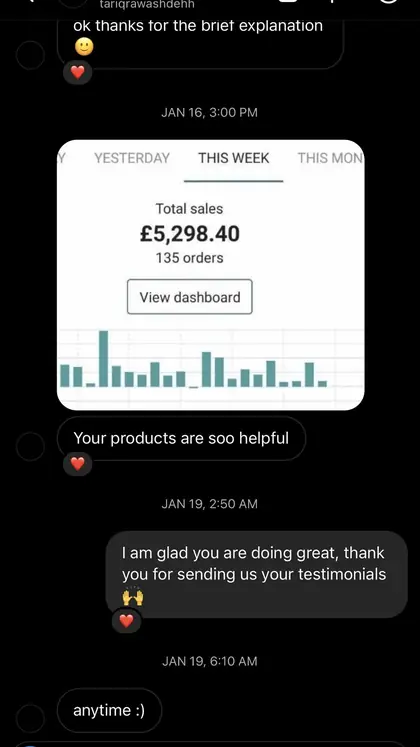 tariqrawashdehh
ok thanks for the brief explanation
🙂
❤️
JAN 16, 3:00 PM
Y YESTERDAY THIS WEEK THIS MON
Total sales
£5,298.40
135 orders
View dashboard
Your products are soo helpful
❤️
JAN 19, 2:50 AM
I am glad you are doing great, thank
you for sending us your testimonials
🙌
❤️
JAN 19, 6:10 AM
anytime :)